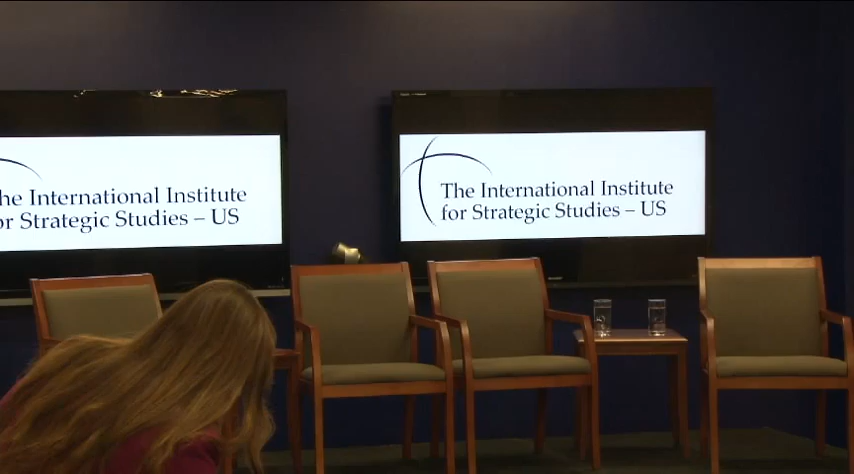 he International Institute
or Strategic Studies – US
The International Institute
for Strategic Studies – US